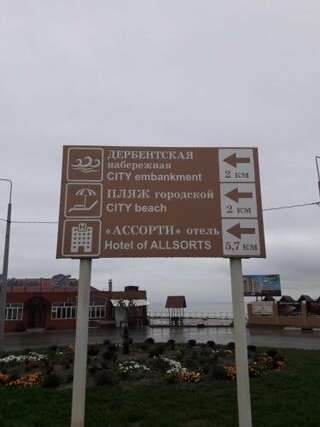 ДЕРБЕНТСКАЯ
набережная
CITY embankment
2 км
ПЛЯЖ городской
CITY beach
2 км
«АССОРТИ» отель
Hotel of ALLSORTS
5,7 км